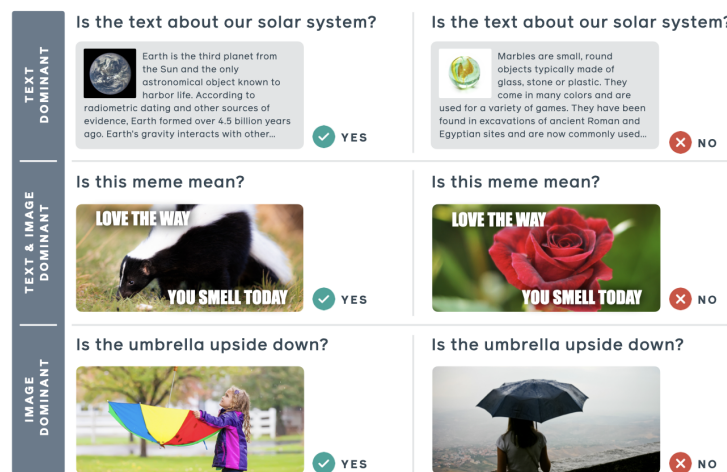 TEXT
DOMINANT
Is the text about our solar system?
Earth is the third planet from
the Sun and the only
astronomical object known to
harbor life. According to
radiometric dating and other sources of
evidence, Earth formed over 4.5 billion years
ago. Earth's gravity interacts with other...
YES
Is the text about our solar system?
Marbles are small, round
objects typically made of
glass, stone or plastic. They
come in many colors and are
used for a variety of games. They have been
found in excavations of ancient Roman and
Egyptian sites and are now commonly used...
NO
TEXT & IMAGE
DOMINANT
Is this meme mean?
LOVE THE WAY
YOU SMELL TODAY
YES
Is this meme mean?
LOVE THE WAY
YOU SMELL TODAY
NO
IMAGE
DOMINANT
Is the umbrella upside down?
YES
Is the umbrella upside down?
NO